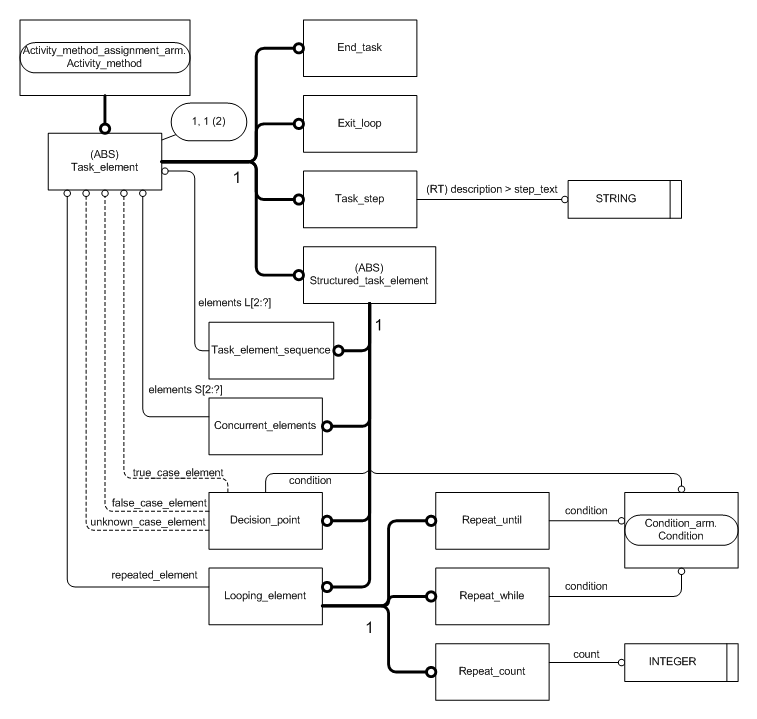 Activity_method_assignment_arm.
Activity_method
End_task
1, 1 (2)
Exit_loop
(ABS)
Task_element
1
Task_step
(RT) description > step_text
STRING
(ABS)
Structured_task_element
elements L[2:?]
1
Task_element_sequence
elements S[2:?]
Concurrent_elements
true_case_element
condition
false_case_element
unknown_case_element
Decision_point
Repeat_until
condition
Condition_arm.
Condition
repeated_element
Looping_element
Repeat_while
condition
1
Repeat_count
count
INTEGER